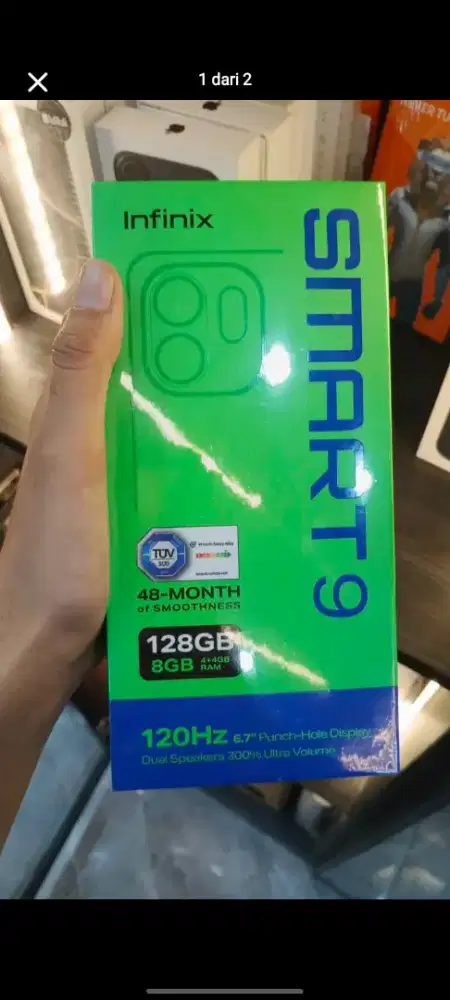 1 dari 2
Infinix
SMART 9
TÜV
SÜD
48-MONTH
of SMOOTHNESS
128GB
8GB 4+4GB
RAM
120Hz 6.7" Punch-Hole Display
Dual Speakers 300% Ultra Volume